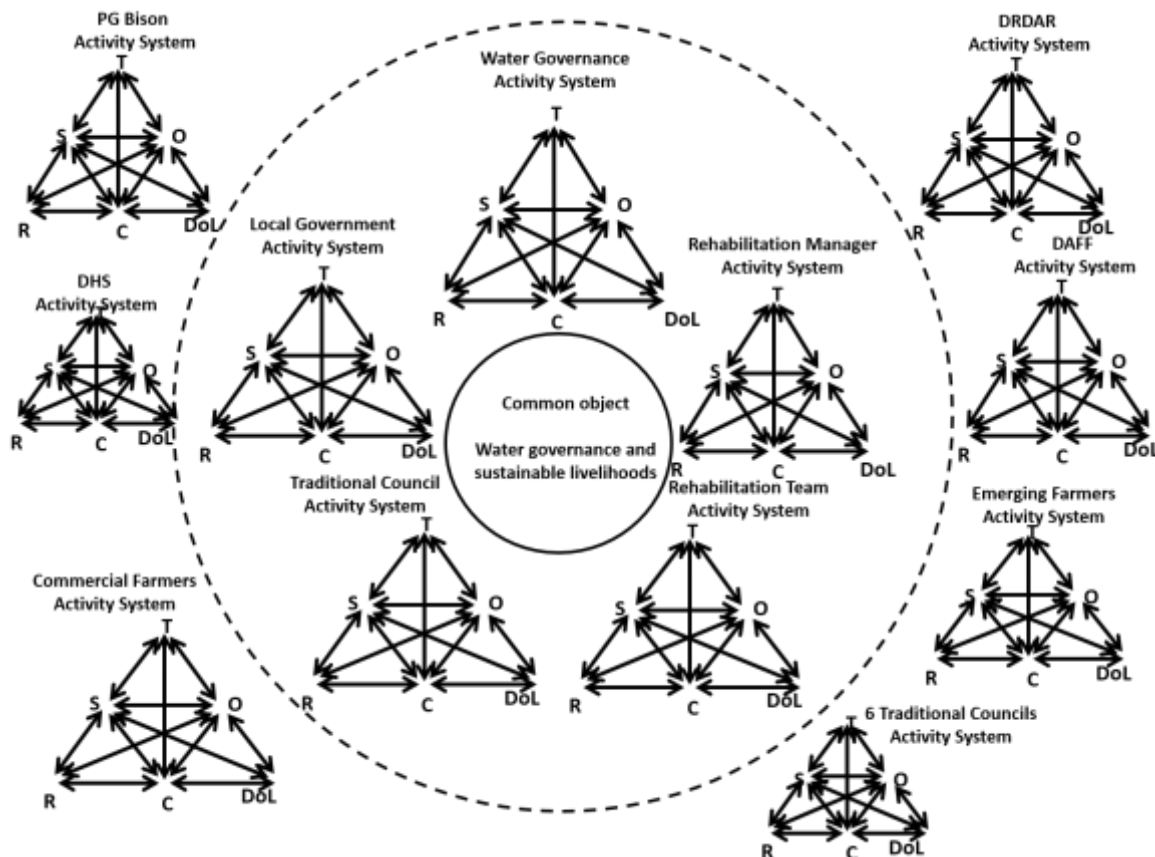 PG Bison
Activity System
T
S
O
R
C
DoL
Water Governance
Activity System
T
S
O
R
C
DoL
DRDAR
Activity System
T
S
O
R
C
DoL
Local Government
Activity System
T
S
O
R
C
DoL
Rehabilitation Manager
Activity System
T
S
O
R
C
DoL
DAFF
Activity System
T
S
O
R
C
DoL
DHS
Activity System
T
S
O
R
C
DoL
Common object
Water governance and
sustainable livelihoods
Traditional Council
Activity System
T
S
O
R
C
DoL
Rehabilitation Team
Activity System
T
S
O
R
C
DoL
Emerging Farmers
Activity System
T
S
O
R
C
DoL
Commercial Farmers
Activity System
T
S
O
R
C
DoL
6 Traditional Councils
Activity System
T
S
O
R
C
DoL